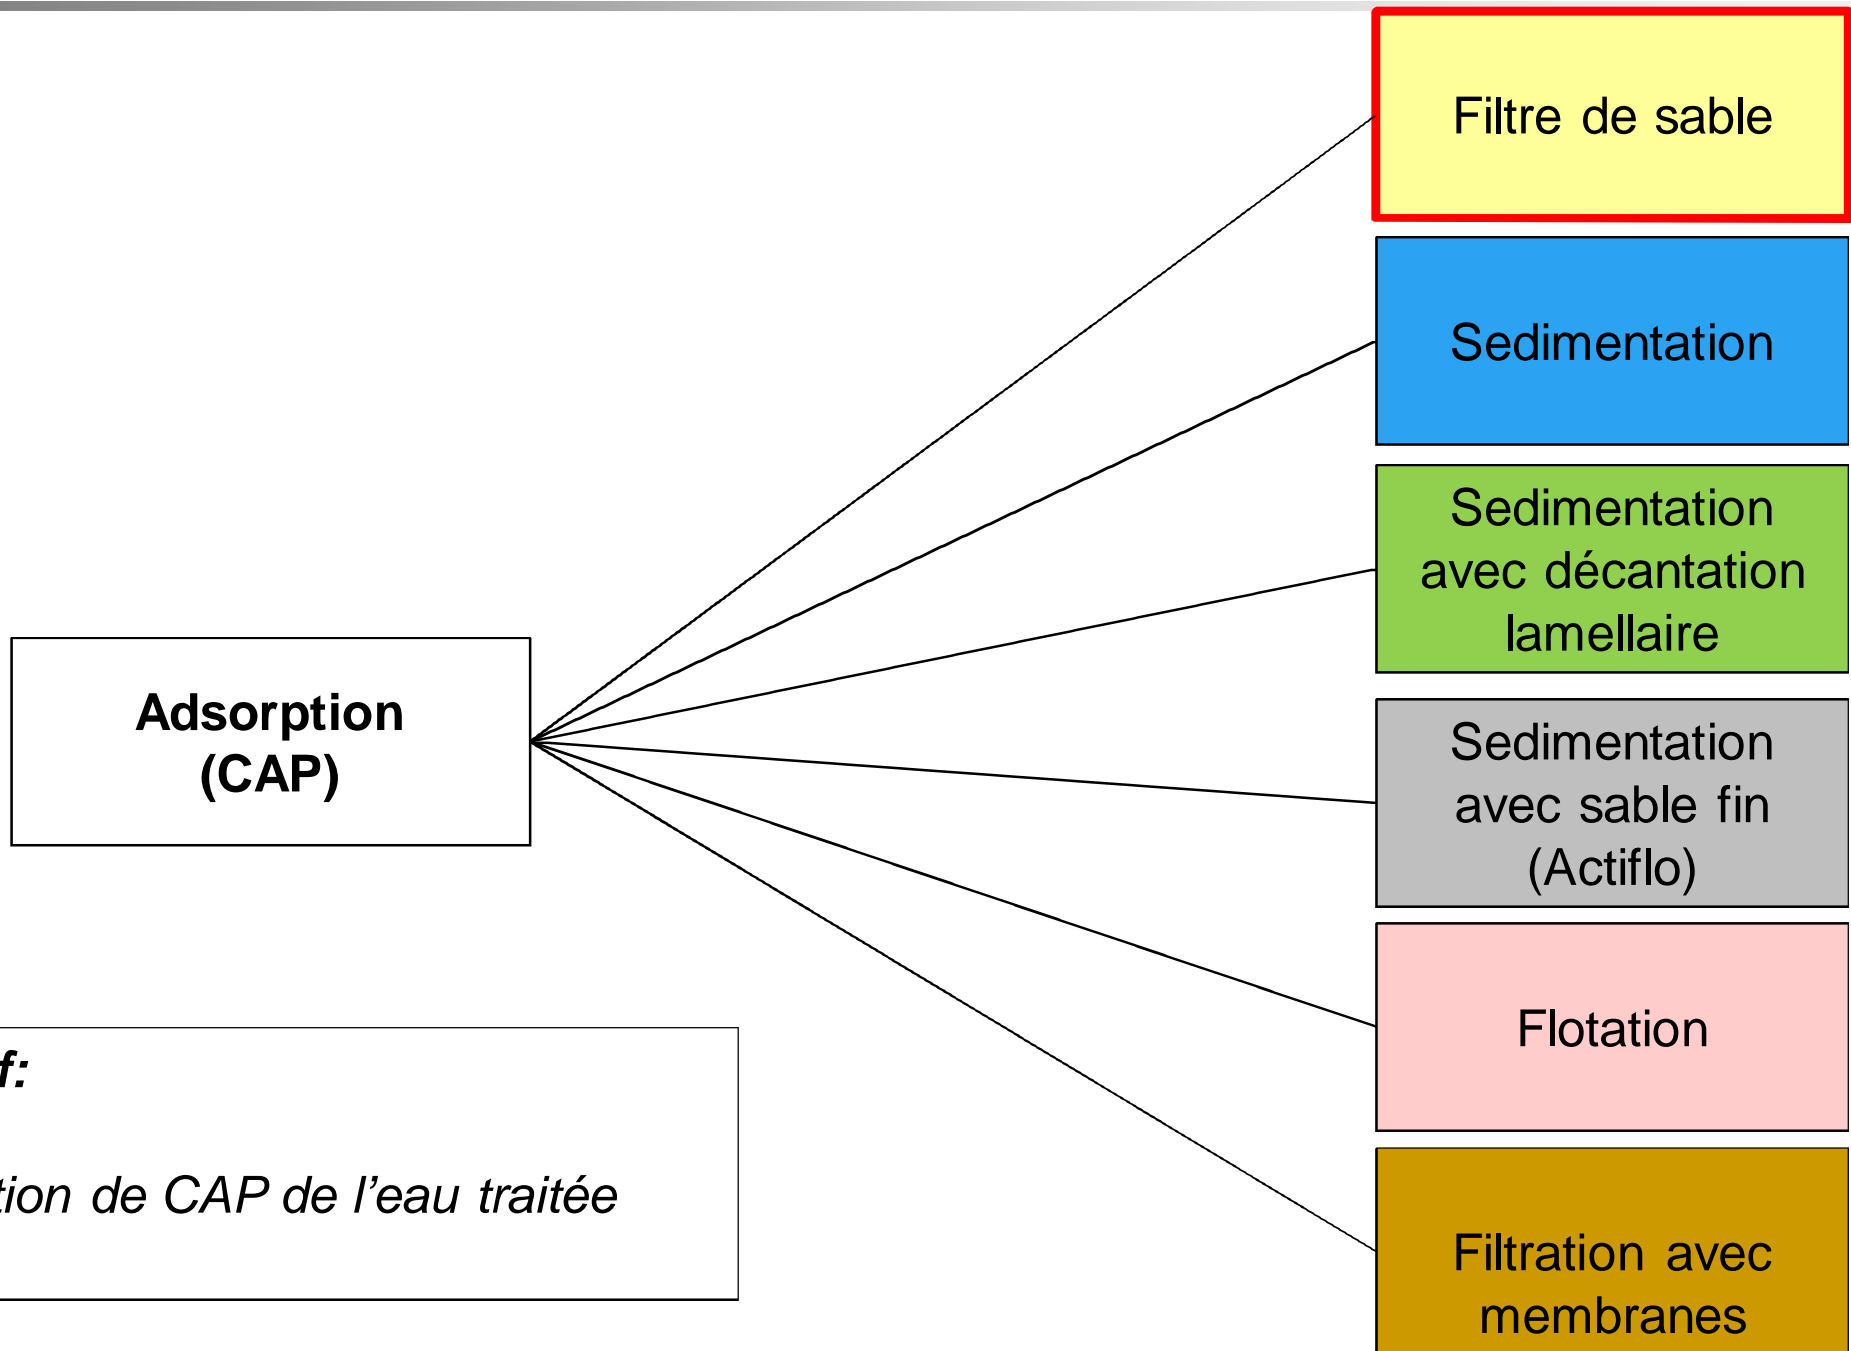 Filtre de sable
Sedimentation
Sedimentation
avec décantation
lamellaire
Adsorption
(CAP)
Sedimentation
avec sable fin
(Actiflo)
Flotation
f:
tion de CAP de l’eau traitée
Filtration avec
membranes